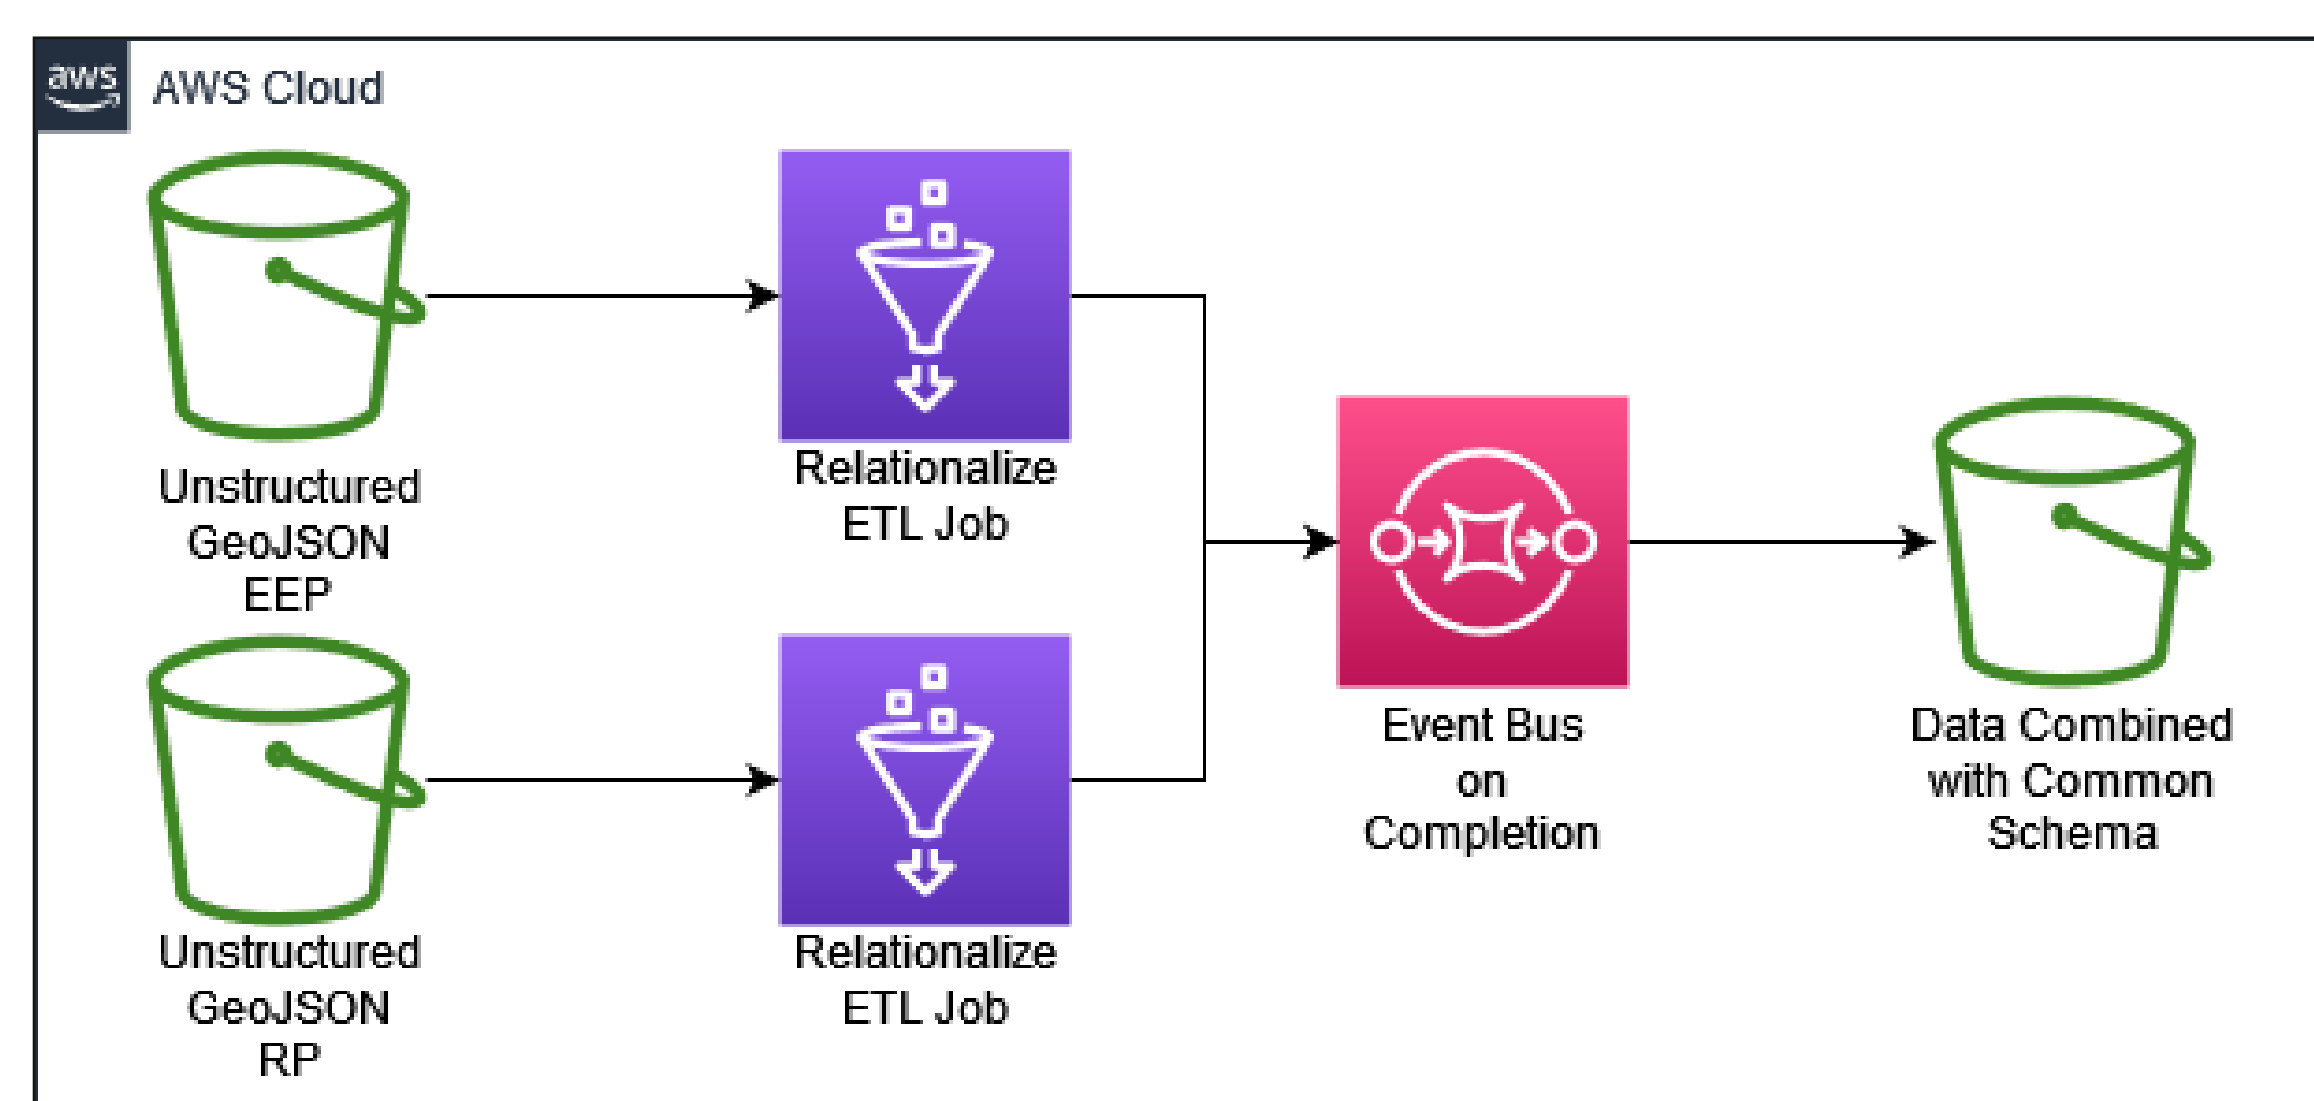 aws
AWS Cloud
Unstructured
GeoJSON
EEP
Relationalize
ETL Job
Unstructured
GeoJSON
RP
Relationalize
ETL Job
Event Bus
on
Completion
Data Combined
with Common
Schema